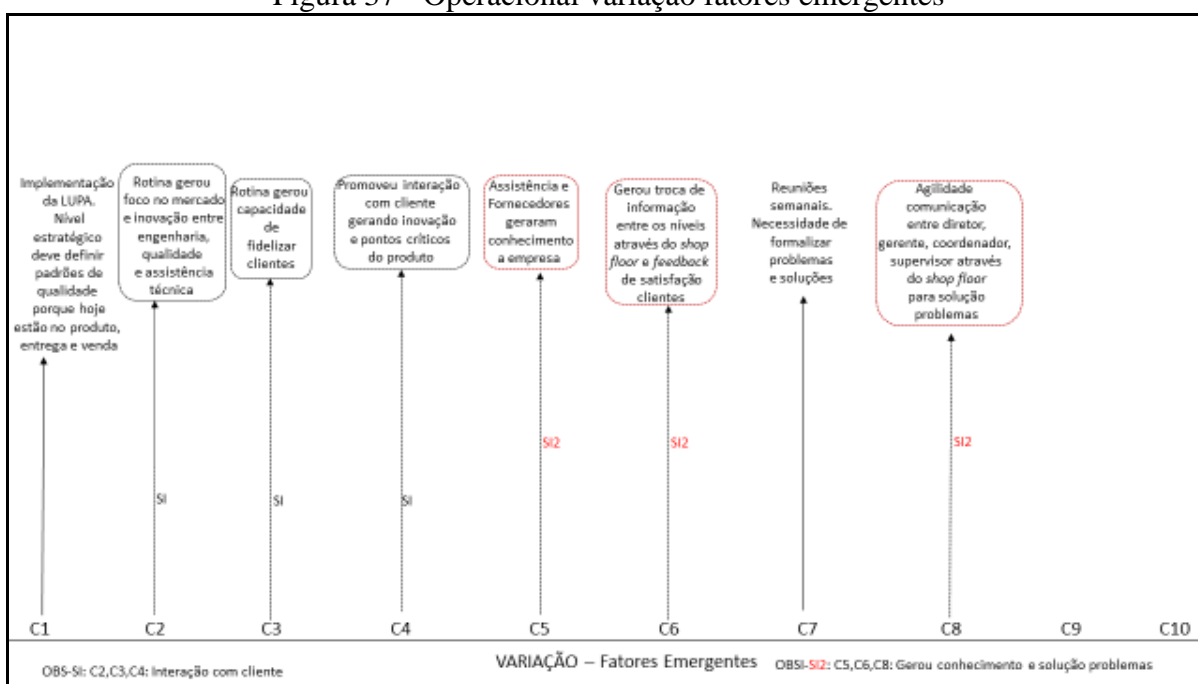 Figura 37 - Operacional variação fatores emergentes
Implementação
da LUPA.
Nível
estratégico
deve definir
padrões de
qualidade
porque hoje
estão no produto,
entrega e venda
Rotina gerou
foco no mercado
e inovação entre
engenharia,
qualidade
e assistência
técnica
Rotina gerou
capacidade
de
fidelizar
clientes
Promoveu interação
com cliente
gerando inovação
e pontos críticos
do produto
Assistência e
Fornecedores
geraram
conhecimento
a empresa
Gerou troca de
informação
entre os níveis
através do shop
floor e feedback
de satisfação
clientes
Reuniões
semanais.
Necessidade de
formalizar
problemas
e soluções
Agilidade
comunicação
entre diretor,
gerente, coordenador,
supervisor através
do shop floor
para solução
problemas
SI2
SI2
SI2
SI
SI
SI
C1
C2
C3
C4
C5
C6
C7
C8
C9
C10
OBS-SI: C2,C3,C4: Interação com cliente
VARIAÇÃO – Fatores Emergentes
OBSI-SI2: C5,C6,C8: Gerou conhecimento e solução problemas